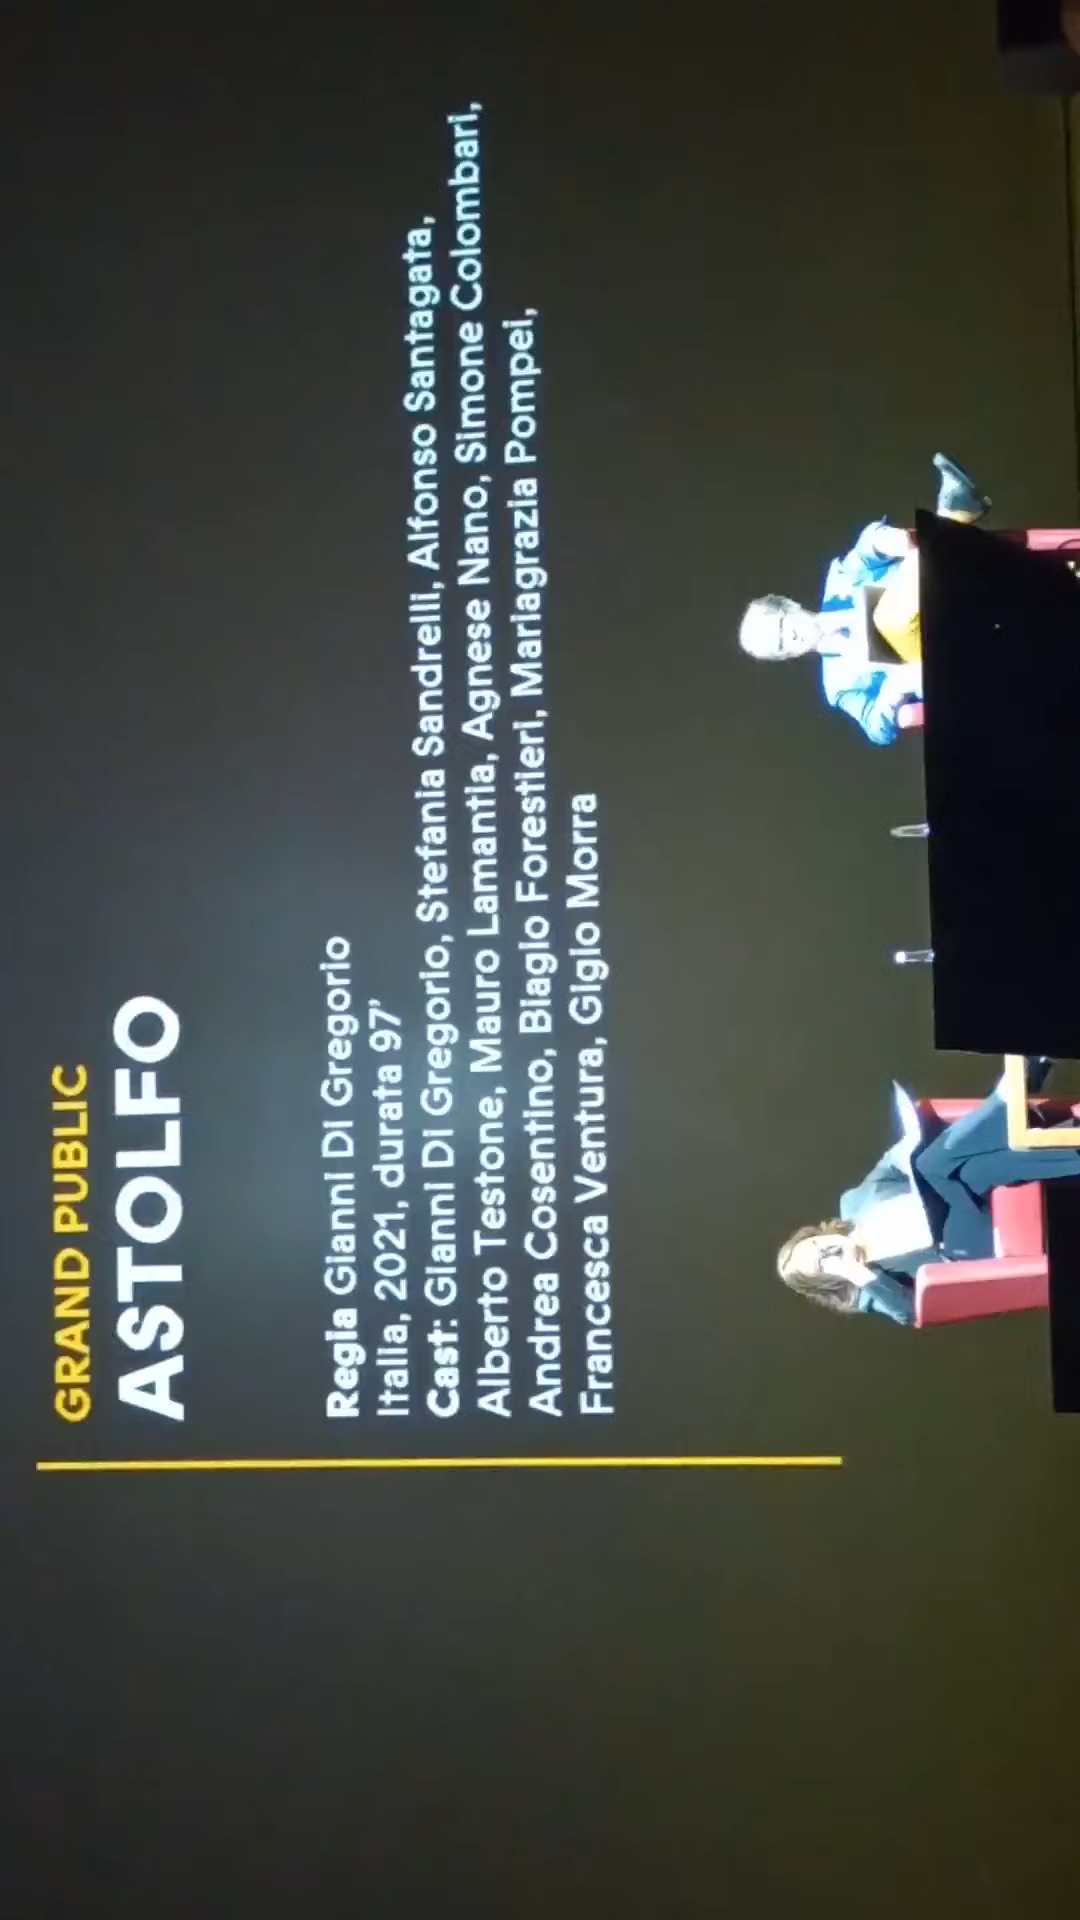 GRAND PUBLIC
ASTOLFO
Regia Gianni Di Gregorio
Italia, 2021, durata 97'
Cast: Gianni Di Gregorio, Stefania Sandrelli, Alfonso Santagata,
Alberto Testone, Mauro Lamantia, Agnese Nano, Simone Colombari,
Andrea Cosentino, Biagio Forestieri, Mariagrazia Pompei,
Francesca Ventura, Gigio Morra